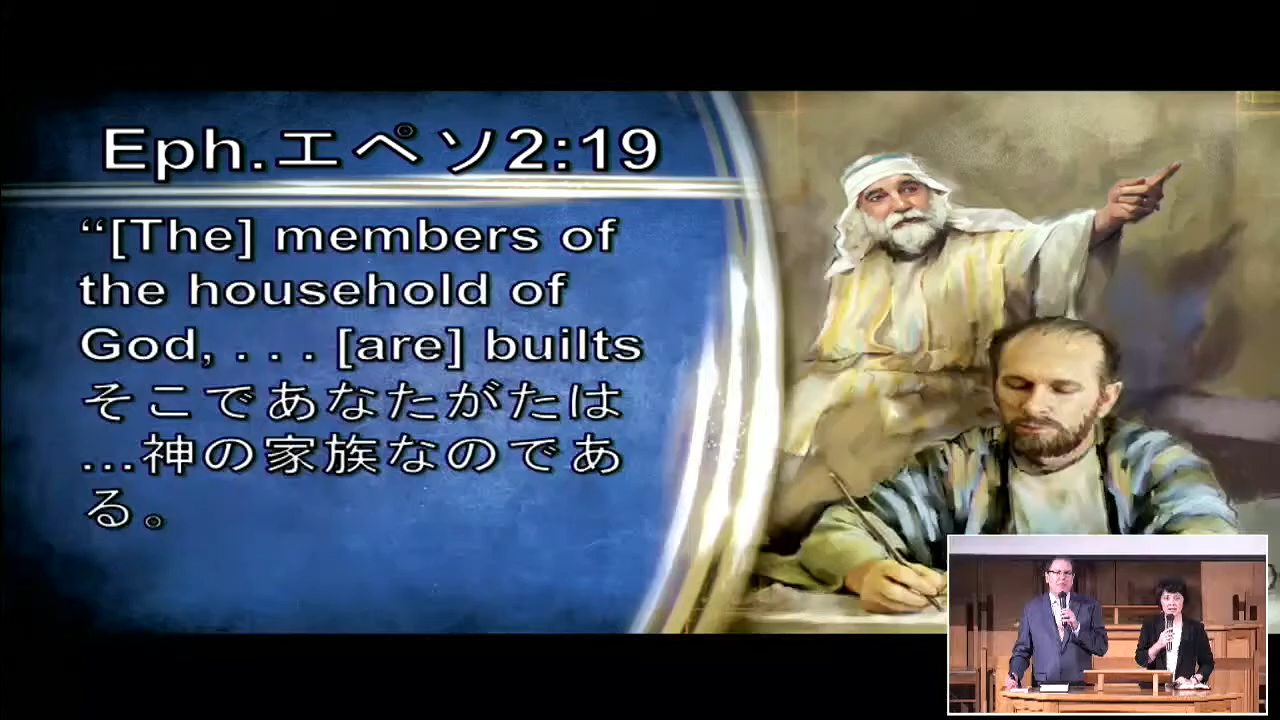 Eph.エペソ2:19
“[The] members of
the household of
God, . . . [are] builts
そこであなたがたは
…神の家族なのであ
る。